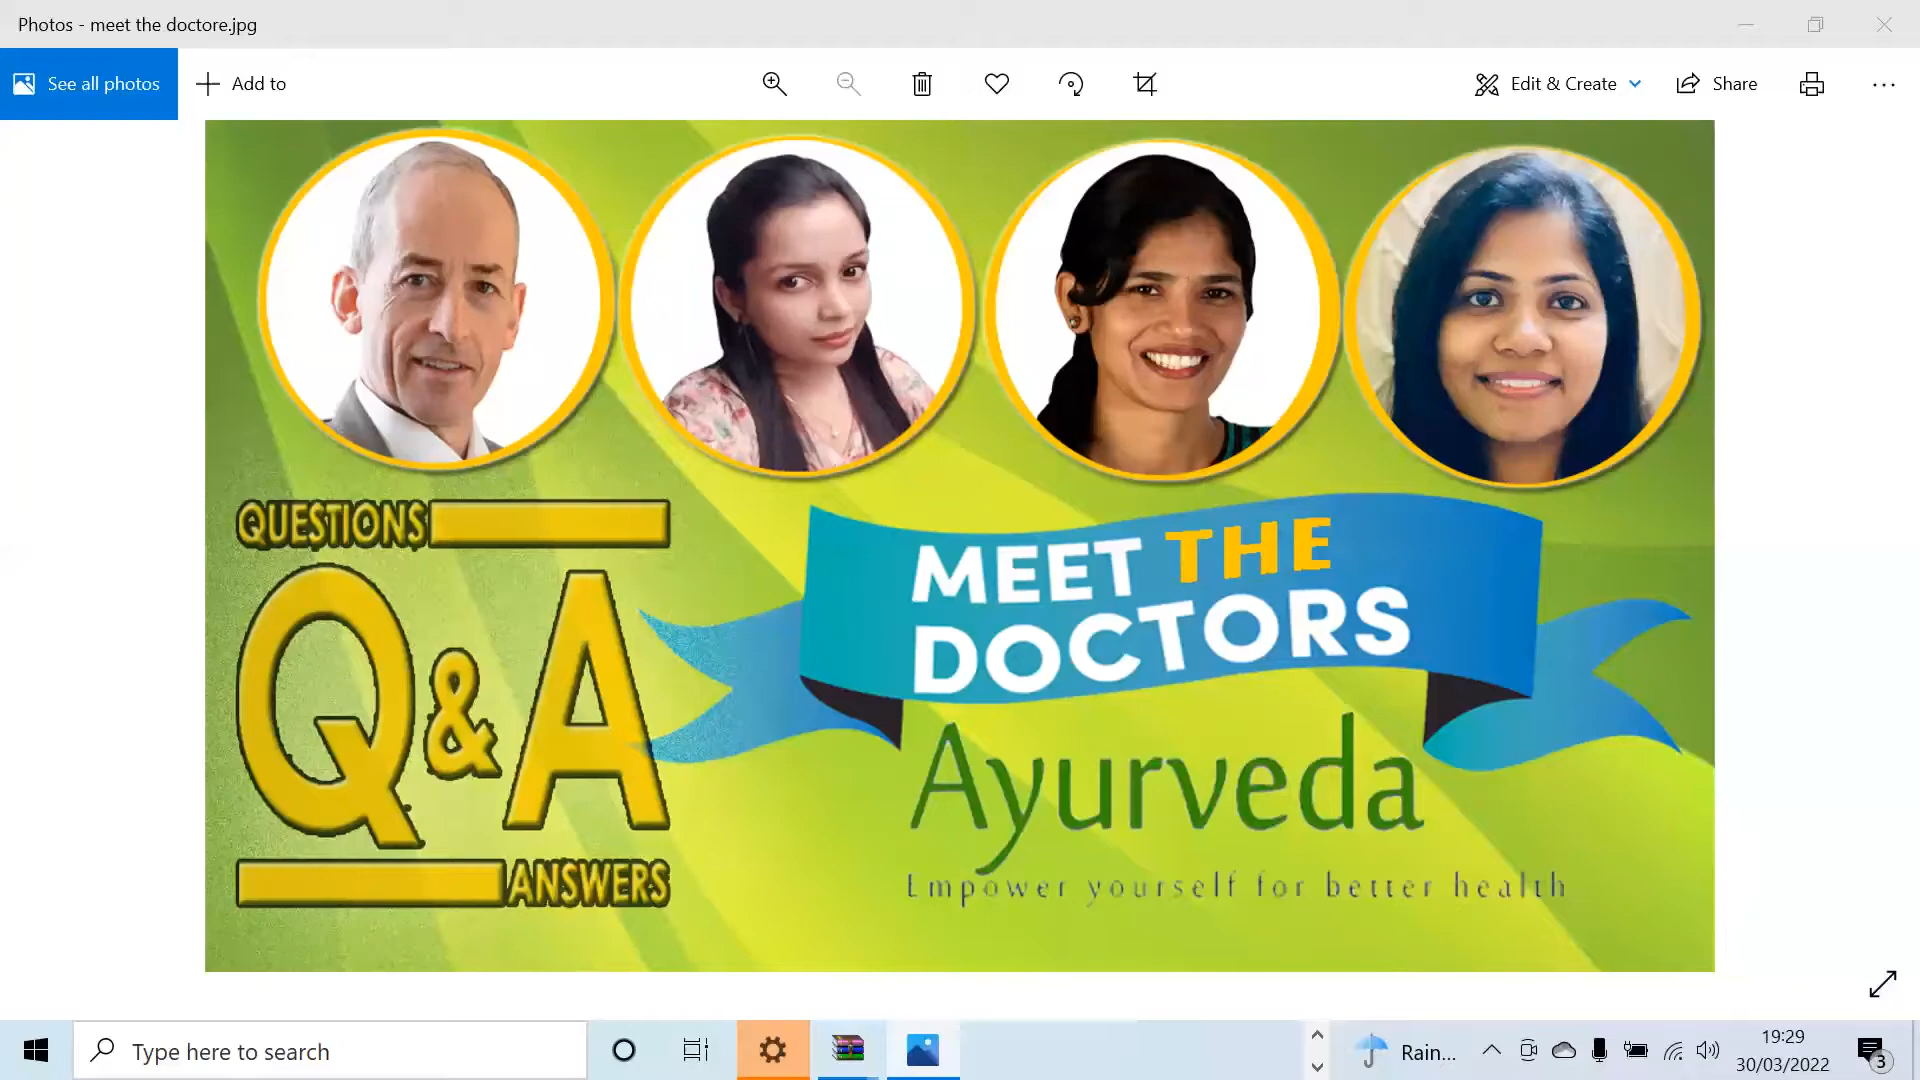 Photos - meet the doctore.jpg
See all photos
Add to
Edit & Create
Share
QUESTIONS
Q&A
ANSWERS
MEET THE
DOCTORS
Ayurveda
Empower yourself for better health
Type here to search
Rain...
19:29
30/03/2022
3